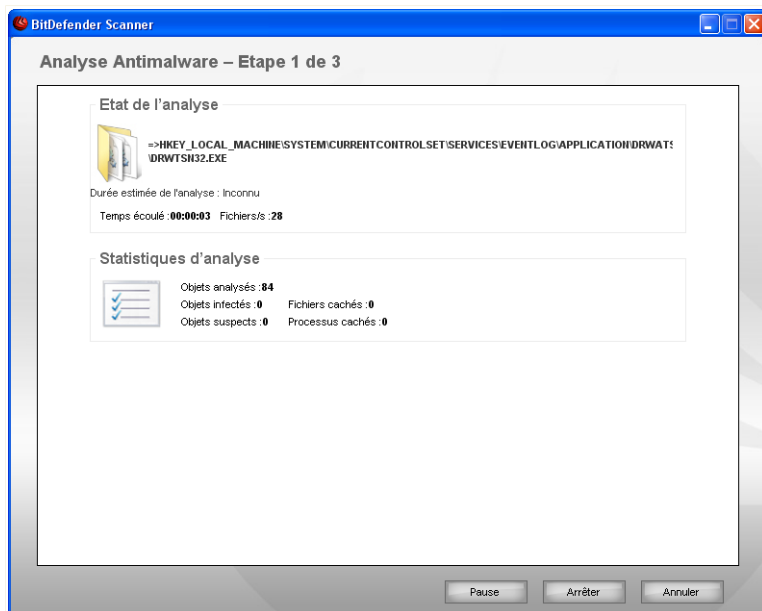 BitDefender Scanner
Analyse Antimalware – Etape 1 de 3
Etat de l'analyse
=>HKEY_LOCAL_MACHINE\SYSTEM\CURRENTCONTROLSET\SERVICES\EVENTLOG\APPLICATION\DRWATS
\DRWTSN32.EXE
Durée estimée de l'analyse : Inconnu
Temps écoulé :00:00:03 Fichiers/s :28
Statistiques d'analyse
Objets analysés :84
Objets infectés :0 Fichiers cachés :0
Objets suspects :0 Processus cachés :0
Pause Arrêter Annuler